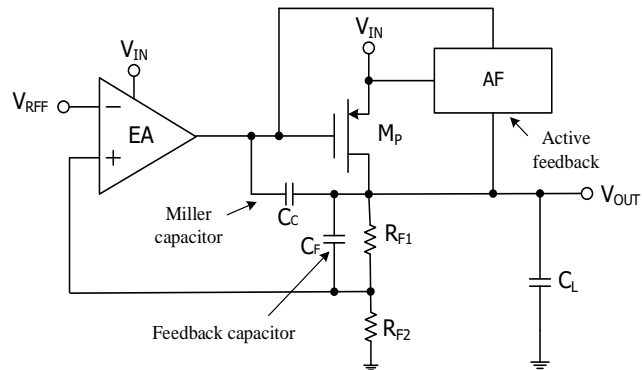 V_IN
V_IN
AF
V_RFF
−
EA
M_P
Active
feedback
+
V_OUT
Miller
capacitor
C_C
C_F
R_F1
C_L
R_F2
Feedback capacitor